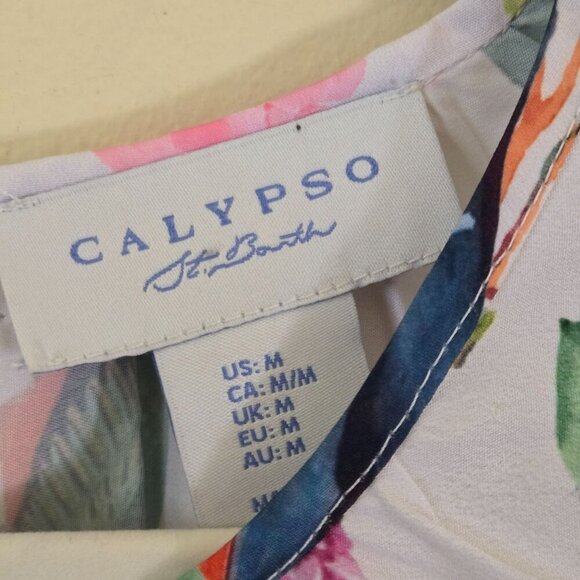 CALYPSO
St. Barth
US: M
CA: M/M
UK: M
EU: M
AU: M